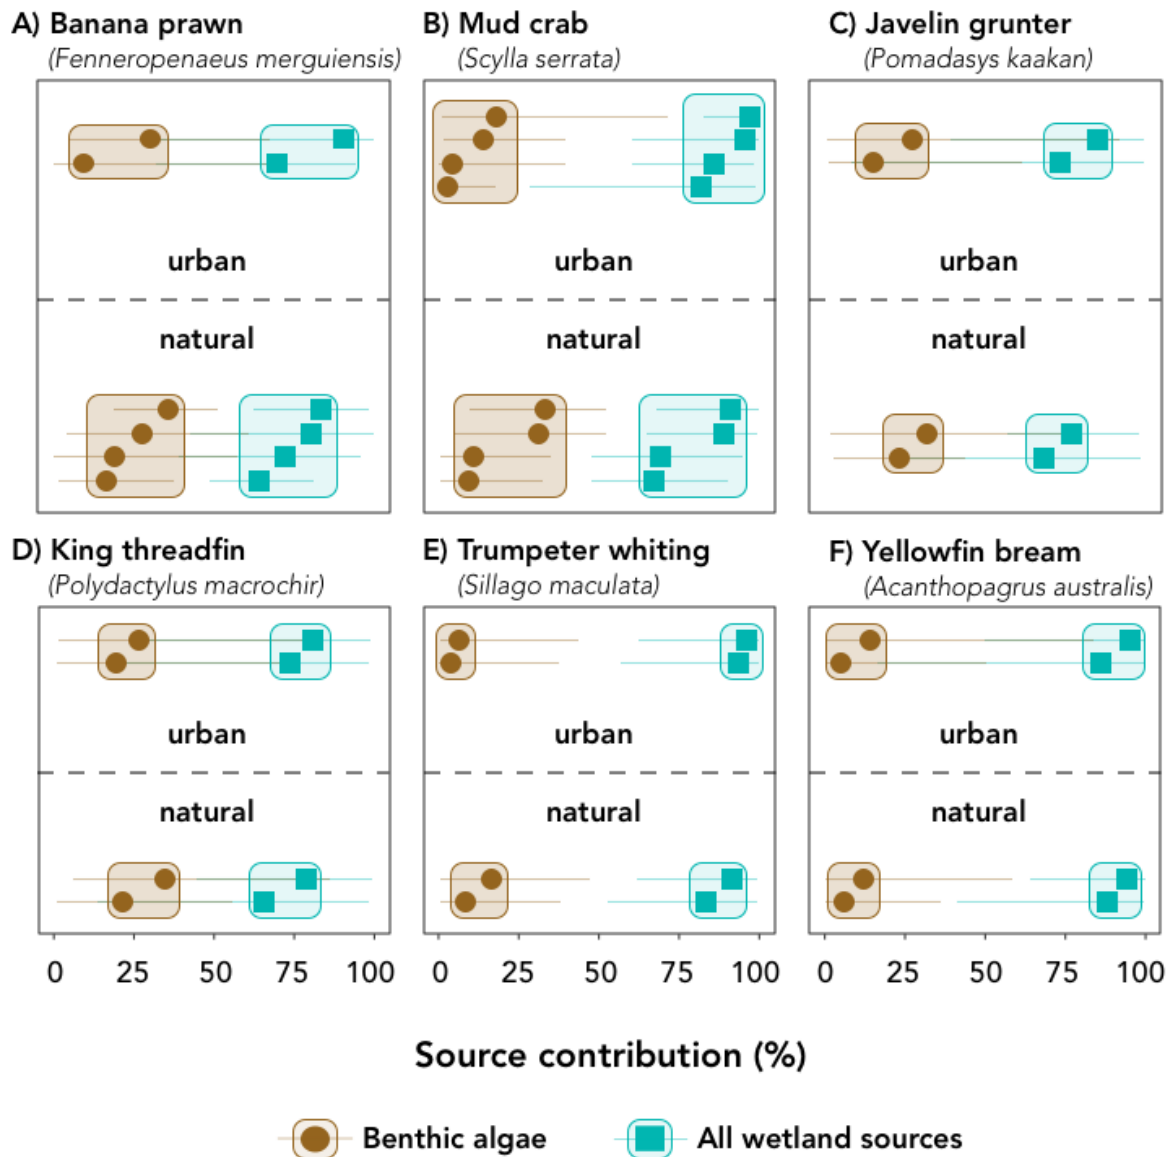 A) Banana prawn
(Fenneropenaeus merguiensis)
B) Mud crab
(Scylla serrata)
C) Javelin grunter
(Pomadasys kaakan)
urban
urban
urban
natural
natural
natural
D) King threadfin
(Polydactylus macrochir)
E) Trumpeter whiting
(Sillago maculata)
F) Yellowfin bream
(Acanthopagrus australis)
urban
urban
urban
natural
natural
natural
0 25 50 75 100
0 25 50 75 100
0 25 50 75 100
Source contribution (%)
Benthic algae
All wetland sources